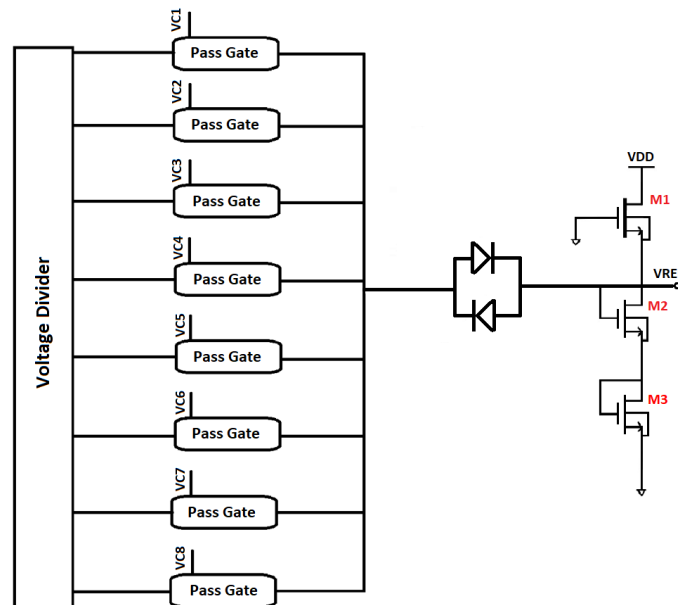 VC1
Pass Gate
VC2
Pass Gate
VC3
Pass Gate
VC4
Pass Gate
VC5
Pass Gate
VC6
Pass Gate
VC7
Pass Gate
VC8
Pass Gate
Voltage Divider
VDD
M1
VRE
M2
M3